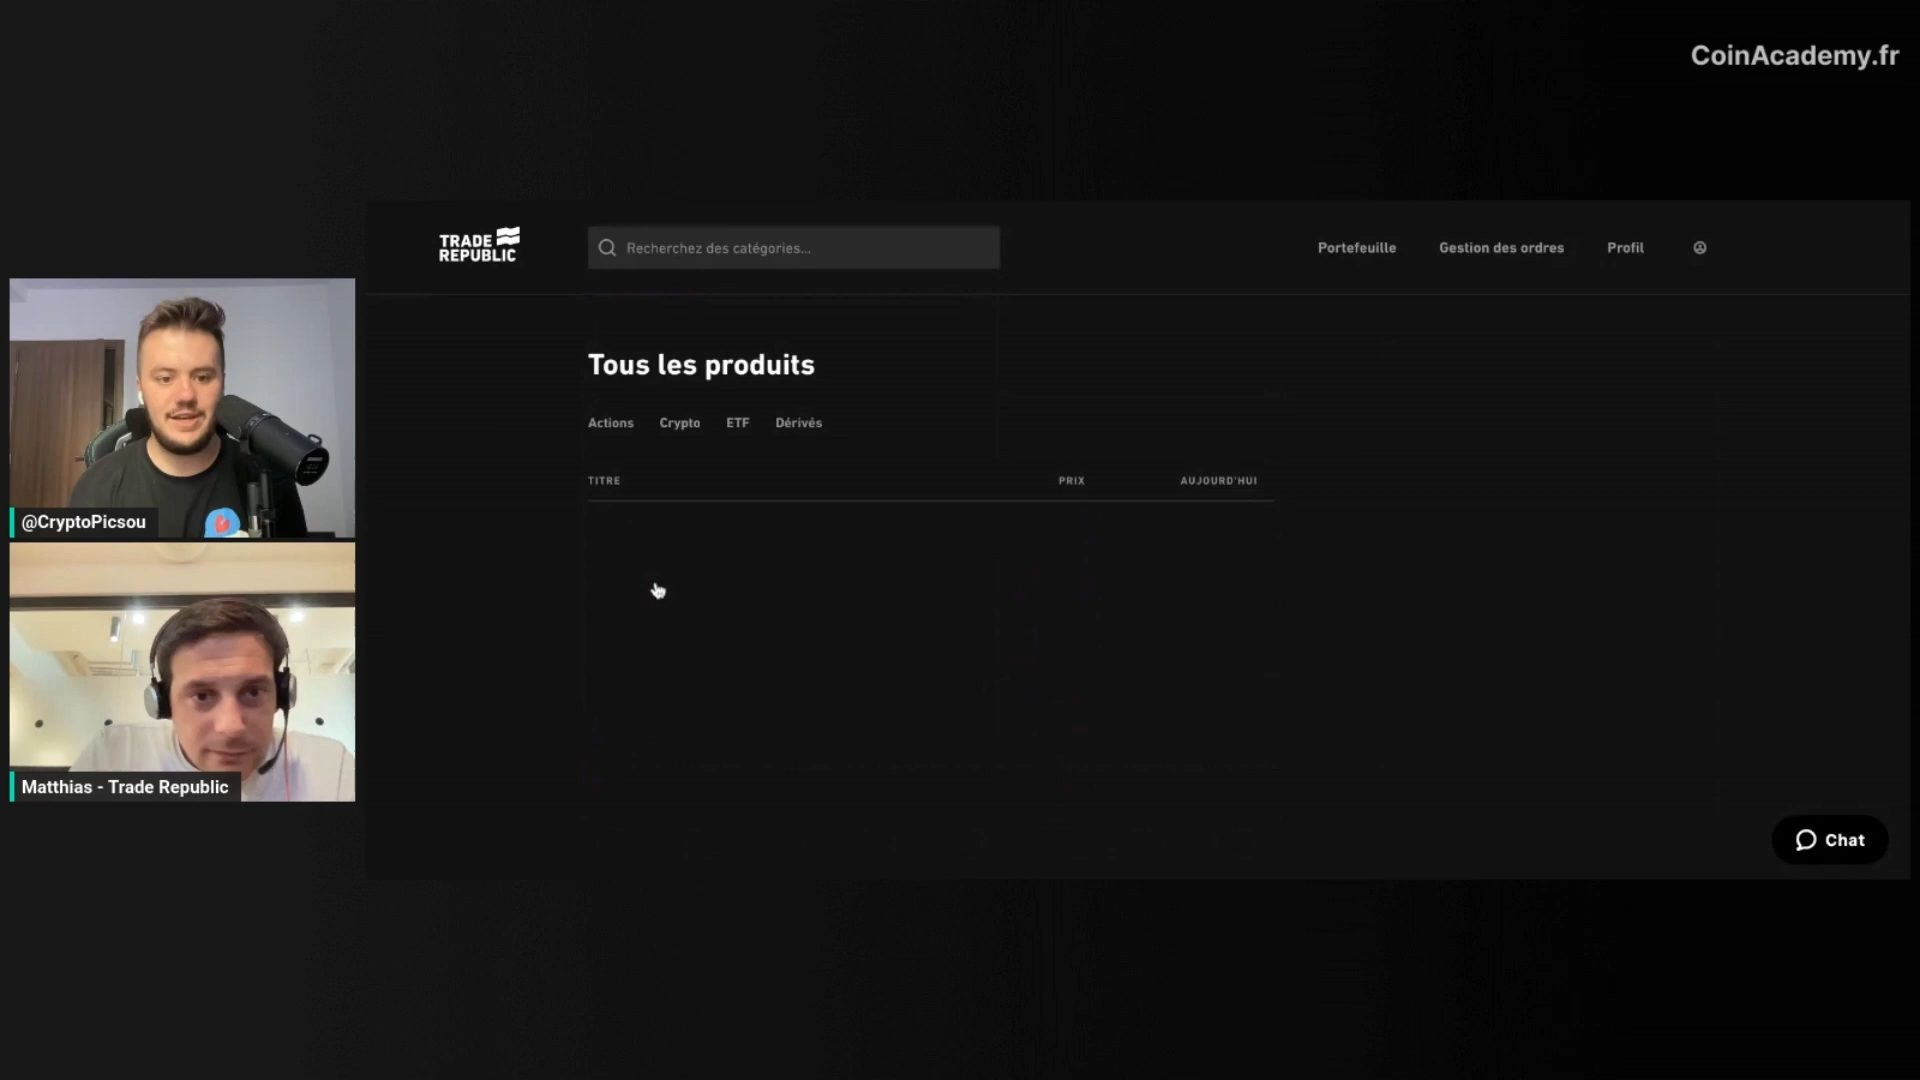 CoinAcademy.fr
TRADE
REPUBLIC
Recherchez des catégories...
Portefeuille
Gestion des ordres
Profil
Tous les produits
Actions
Crypto
ETF
Dérivés
TITRE
PRIX
AUJOURD'HUI
@CryptoPicsou
Matthias - Trade Republic
Chat